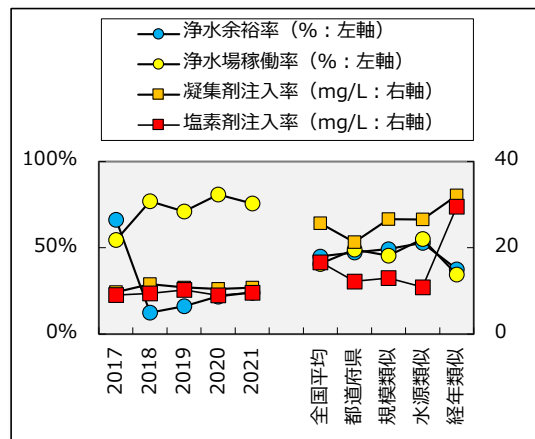 浄水余裕率（%：左軸）
浄水場稼働率（%：左軸）
凝集剤注入率（mg/L：右軸）
塩素剤注入率（mg/L：右軸）
100%
50%
0%
40
20
0
2017
2018
2019
2020
2021
全国平均
都道府県
規模類似
水源類似
経年類似